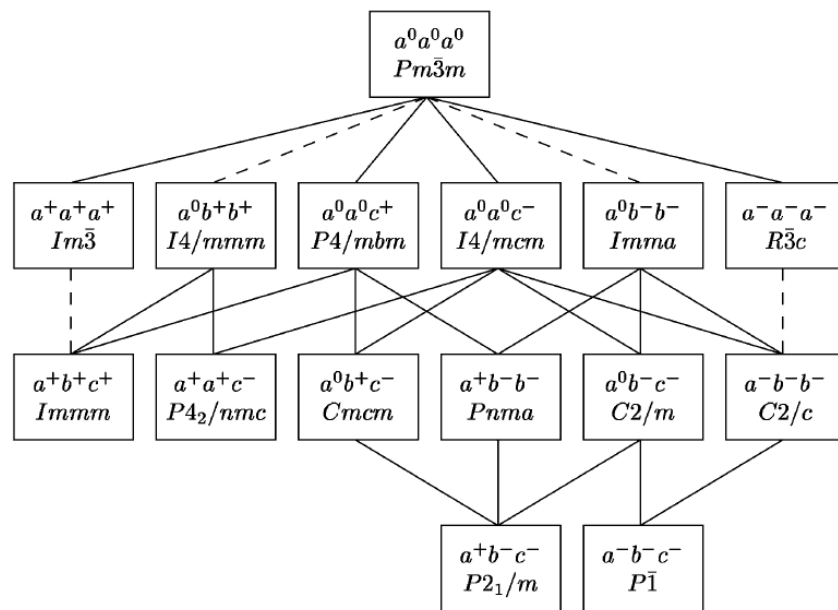 a⁰a⁰a⁰
Pm3̄m
a⁺a⁺a⁺
Im3̄
a⁰b⁺b⁺
I4/mmm
a⁰a⁰c⁺
P4/mbm
a⁰a⁰c⁻
I4/mcm
a⁰b⁻b⁻
Imma
a⁻a⁻a⁻
R3̄c
a⁺b⁺c⁺
Immm
a⁺a⁺c⁻
P4₂/nmc
a⁰b⁺c⁻
Cmcm
a⁺b⁻b⁻
Pnma
a⁰b⁻c⁻
C2/m
a⁻b⁻b⁻
C2/c
a⁺b⁻c⁻
P2₁/m
a⁻b⁻c⁻
P1̄